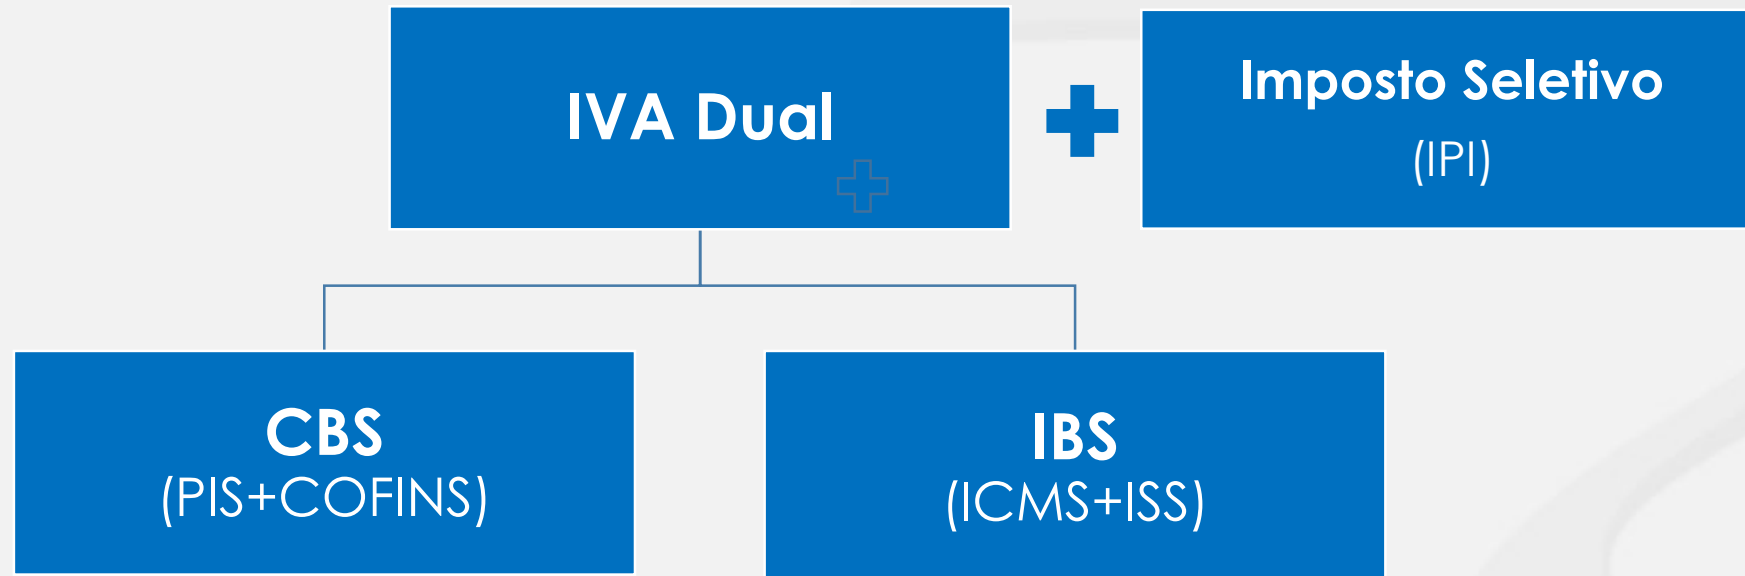 IVA Dual
Imposto Seletivo
(IPI)
CBS
(PIS+COFINS)
IBS
(ICMS+ISS)